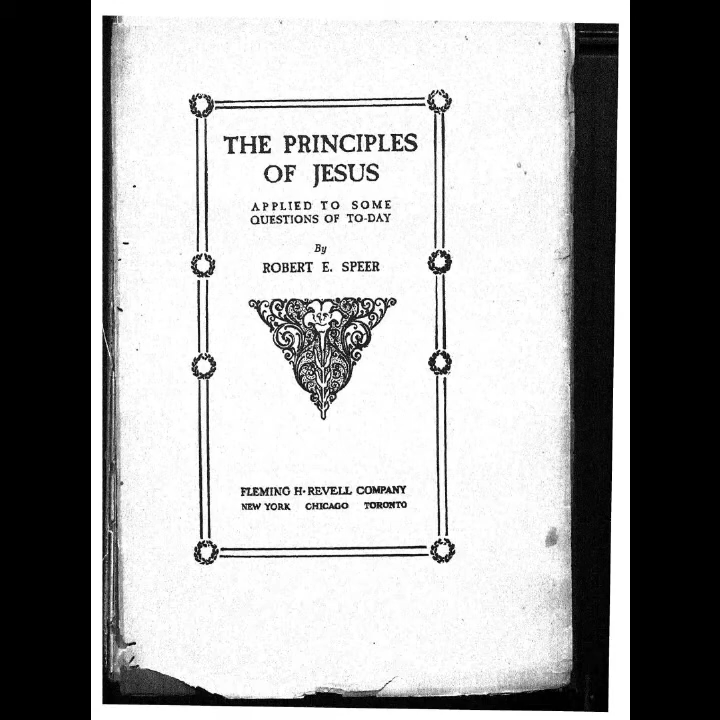 THE PRINCIPLES
OF JESUS
APPLIED TO SOME
QUESTIONS OF TO-DAY
By
ROBERT E. SPEER
FLEMING H. REVELL COMPANY
NEW YORK CHICAGO TORONTO